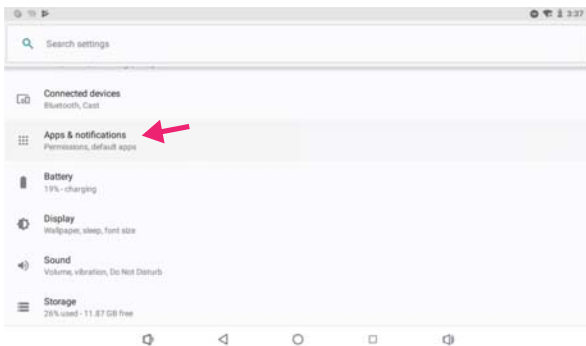 3:37
Search settings
Connected devices
Bluetooth, Cast
Apps & notifications
Permissions, default apps
Battery
19% - charging
Display
Wallpaper, sleep, font size
Sound
Volume, vibration, Do Not Disturb
Storage
26% used - 11.87 GB free